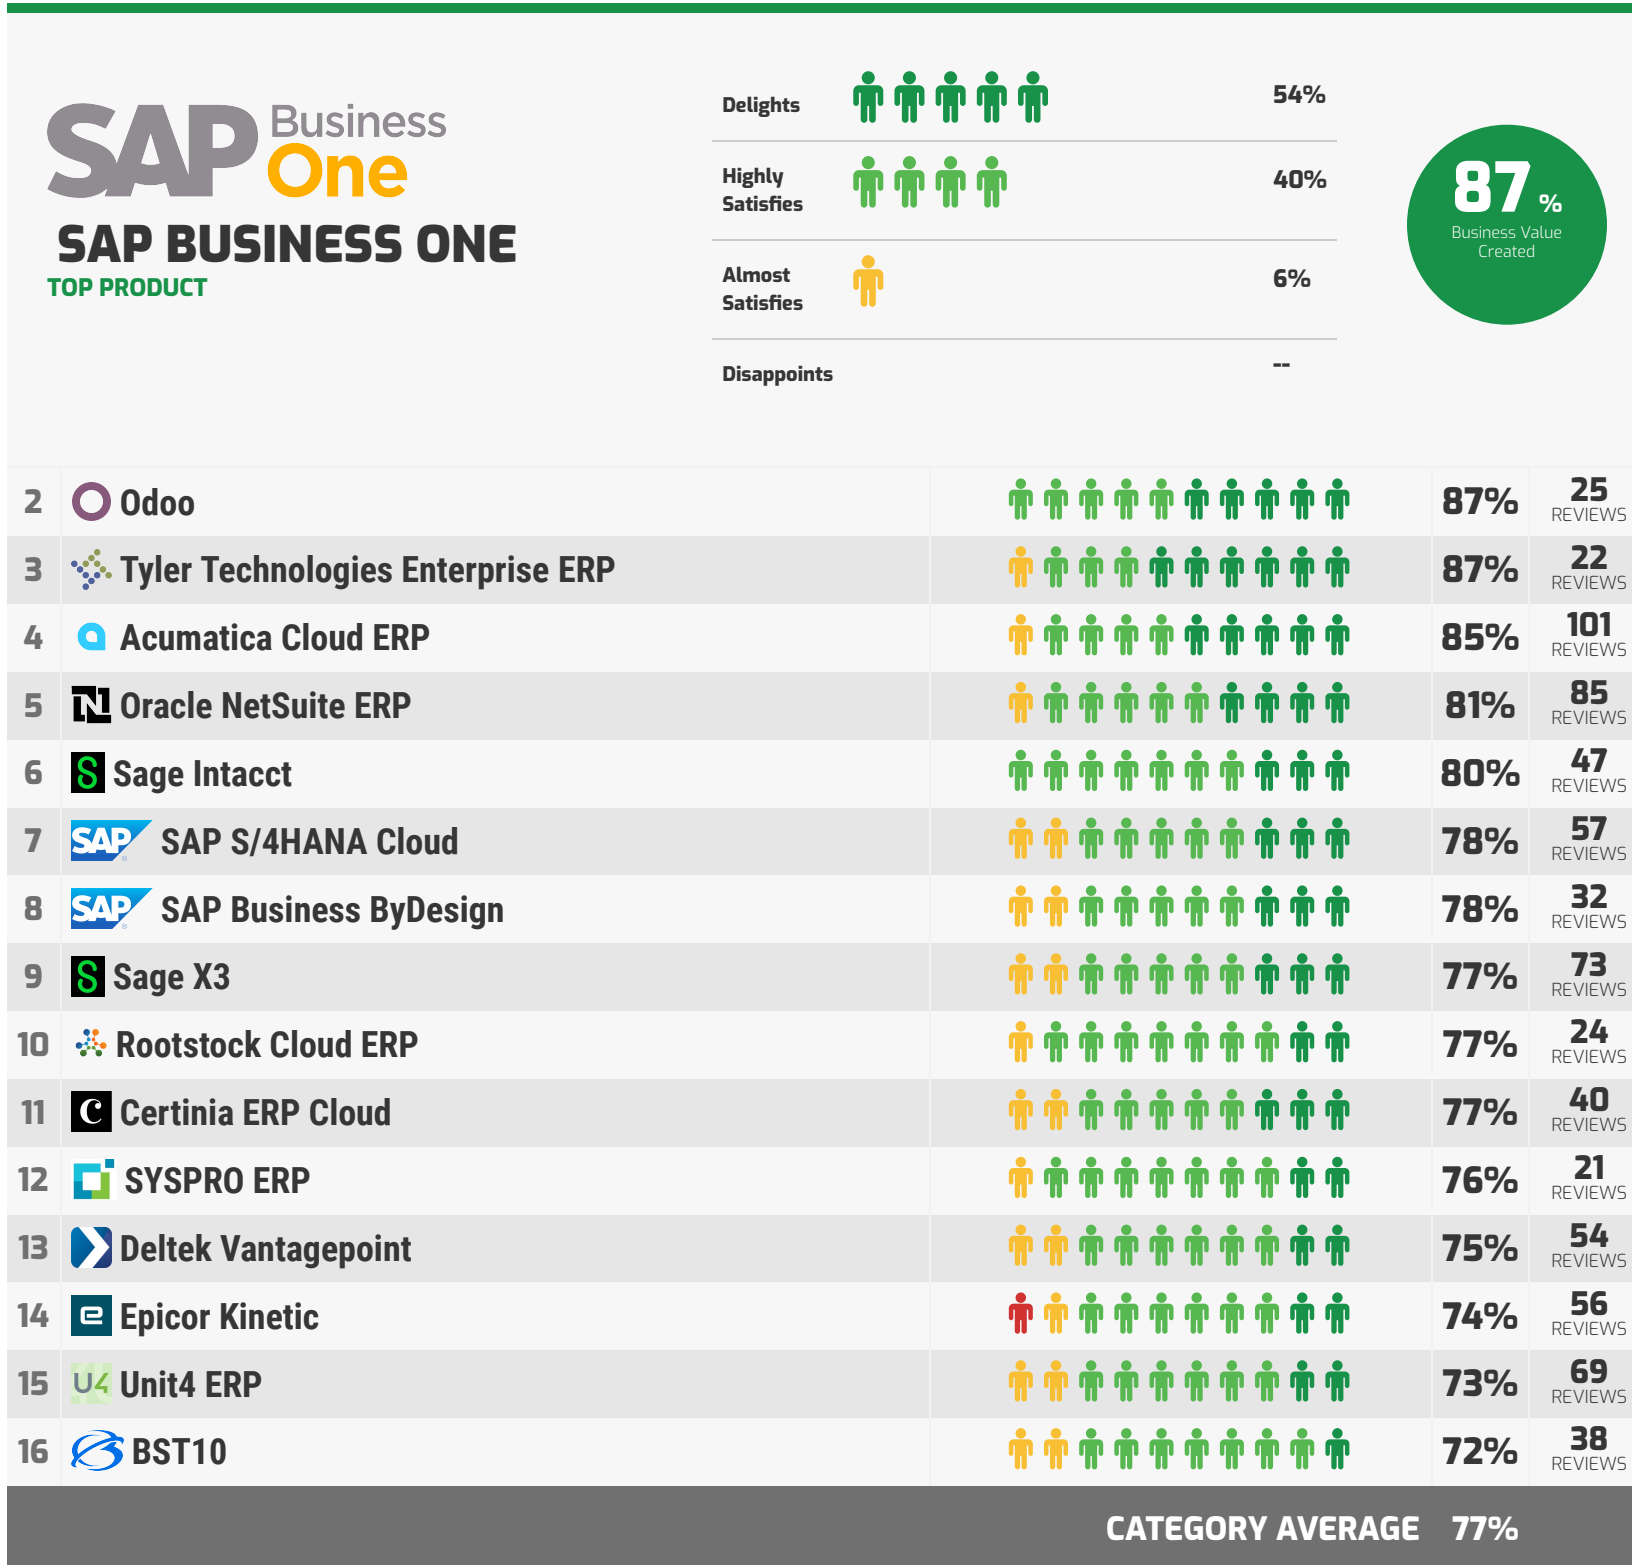 SAP Business One
SAP BUSINESS ONE
TOP PRODUCT
Delights 54%
Highly Satisfies 40%
Almost Satisfies 6%
Disappoints --
87 %
Business Value
Created
2 Odoo 87% 25 REVIEWS
3 Tyler Technologies Enterprise ERP 87% 22 REVIEWS
4 a Acumatica Cloud ERP 85% 101 REVIEWS
5 N Oracle NetSuite ERP 81% 85 REVIEWS
6 S Sage Intacct 80% 47 REVIEWS
7 SAP® SAP S/4HANA Cloud 78% 57 REVIEWS
8 SAP® SAP Business ByDesign 78% 32 REVIEWS
9 S Sage X3 77% 73 REVIEWS
10 Rootstock Cloud ERP 77% 24 REVIEWS
11 C Certinia ERP Cloud 77% 40 REVIEWS
12 SYSPRO ERP 76% 21 REVIEWS
13 Deltek Vantagepoint 75% 54 REVIEWS
14 e Epicor Kinetic 74% 56 REVIEWS
15 U4 Unit4 ERP 73% 69 REVIEWS
16 BST10 72% 38 REVIEWS
CATEGORY AVERAGE 77%